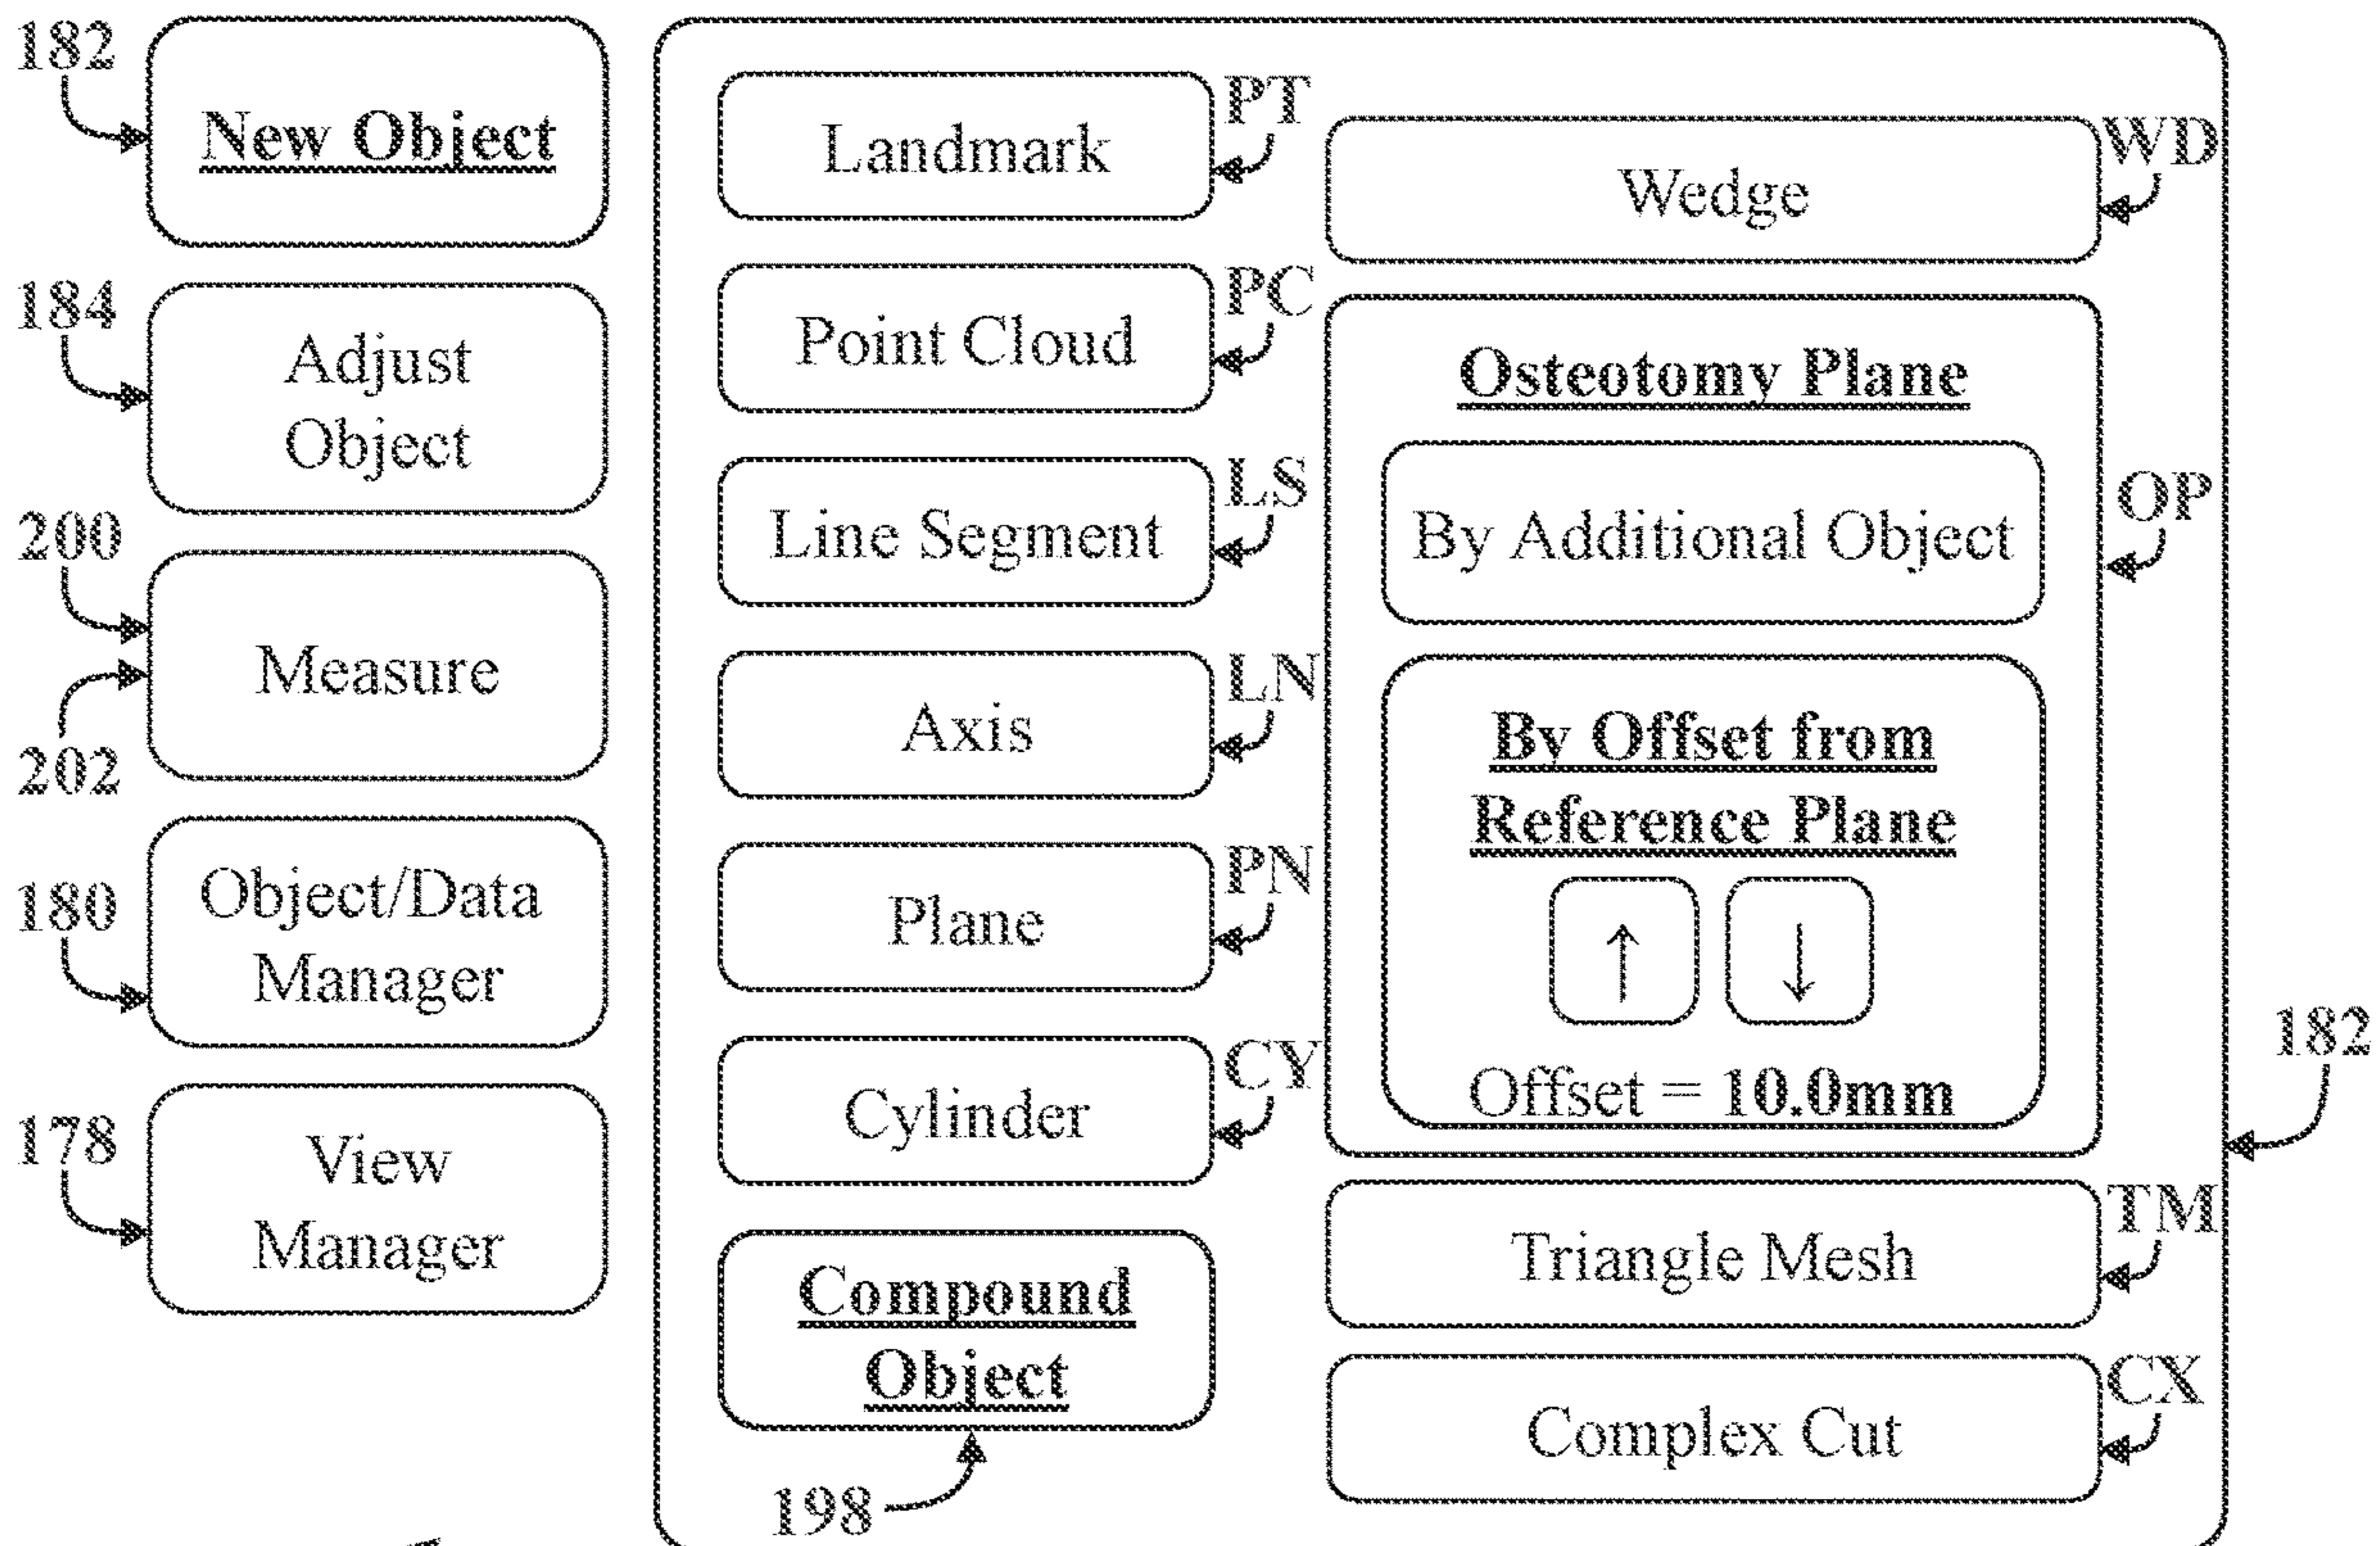 182
New Object
184
Adjust
Object
200
Measure
202
180
Object/Data
Manager
178
View
Manager
Landmark
PT
Point Cloud
PC
Line Segment
LS
Axis
LN
Plane
PN
Cylinder
CY
Compound
Object
198
Wedge
WD
Osteotomy Plane
OP
By Additional Object
By Offset from
Reference Plane
↑ ↓
Offset = 10.0mm
182
Triangle Mesh
TM
Complex Cut
CX